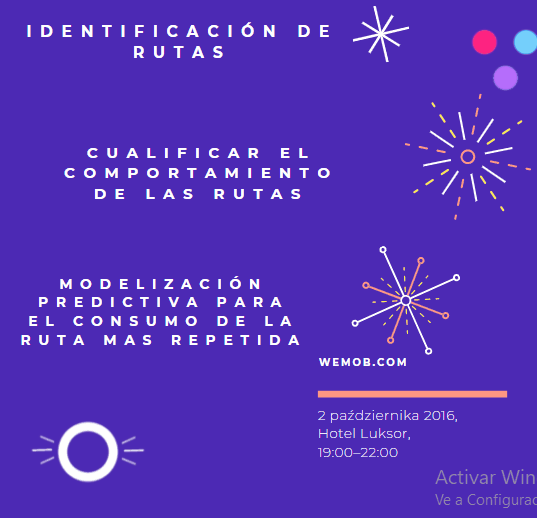 IDENTIFICACIÓN DE
RUTAS
CUALIFICAR EL
COMPORTAMIENTO
DE LAS RUTAS
MODELIZACIÓN
PREDICTIVA PARA
EL CONSUMO DE LA
RUTA MAS REPETIDA
WEMOB.COM
2 października 2016,
Hotel Luksor,
19:00–22:00
Activar Win
Ve a Configurac